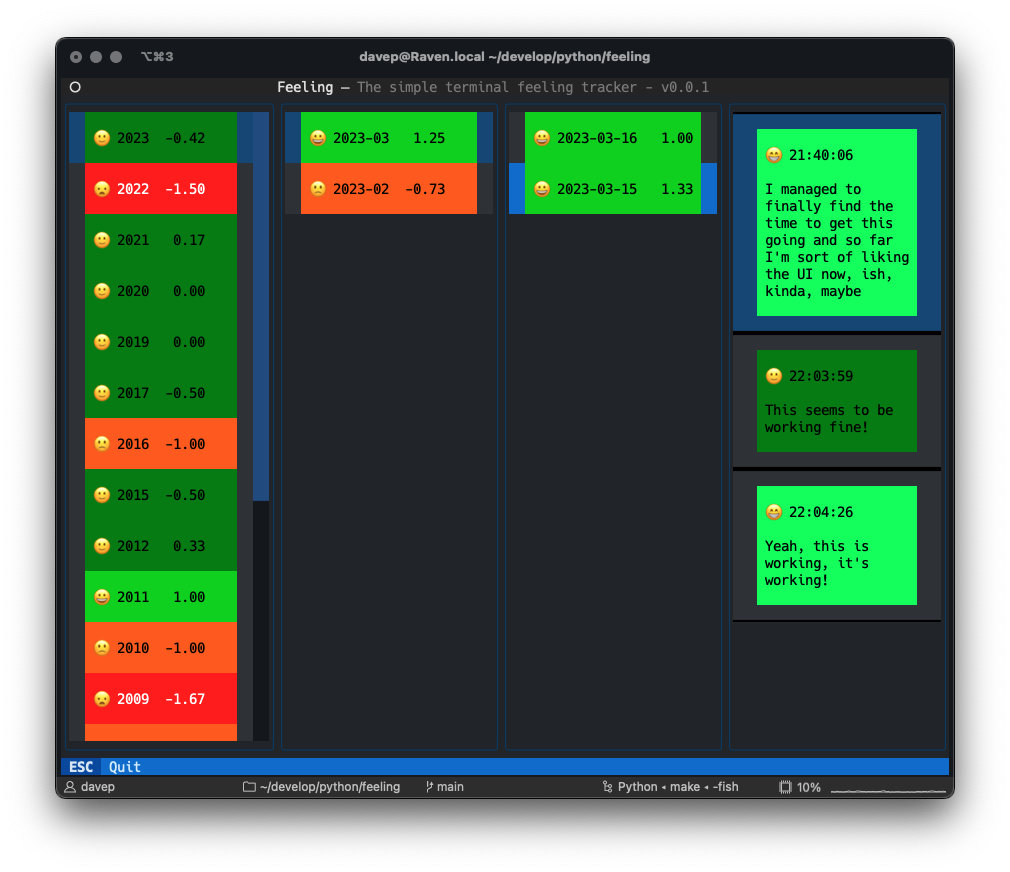 ⌥⌘3
davep@Raven.local ~/develop/python/feeling
Feeling — The simple terminal feeling tracker - v0.0.1
🙂 2023 -0.42
😟 2022 -1.50
🙂 2021 0.17
🙂 2020 0.00
🙂 2019 0.00
🙂 2017 -0.50
🙁 2016 -1.00
🙂 2015 -0.50
🙂 2012 0.33
😀 2011 1.00
🙁 2010 -1.00
😟 2009 -1.67
😀 2023-03 1.25
🙁 2023-02 -0.73
😀 2023-03-16 1.00
😀 2023-03-15 1.33
😁 21:40:06
I managed to
finally find the
time to get this
going and so far
I'm sort of liking
the UI now, ish,
kinda, maybe
🙂 22:03:59
This seems to be
working fine!
😁 22:04:26
Yeah, this is
working, it's
working!
ESC Quit
davep ~/develop/python/feeling main Python ◂ make ◂ -fish 10%